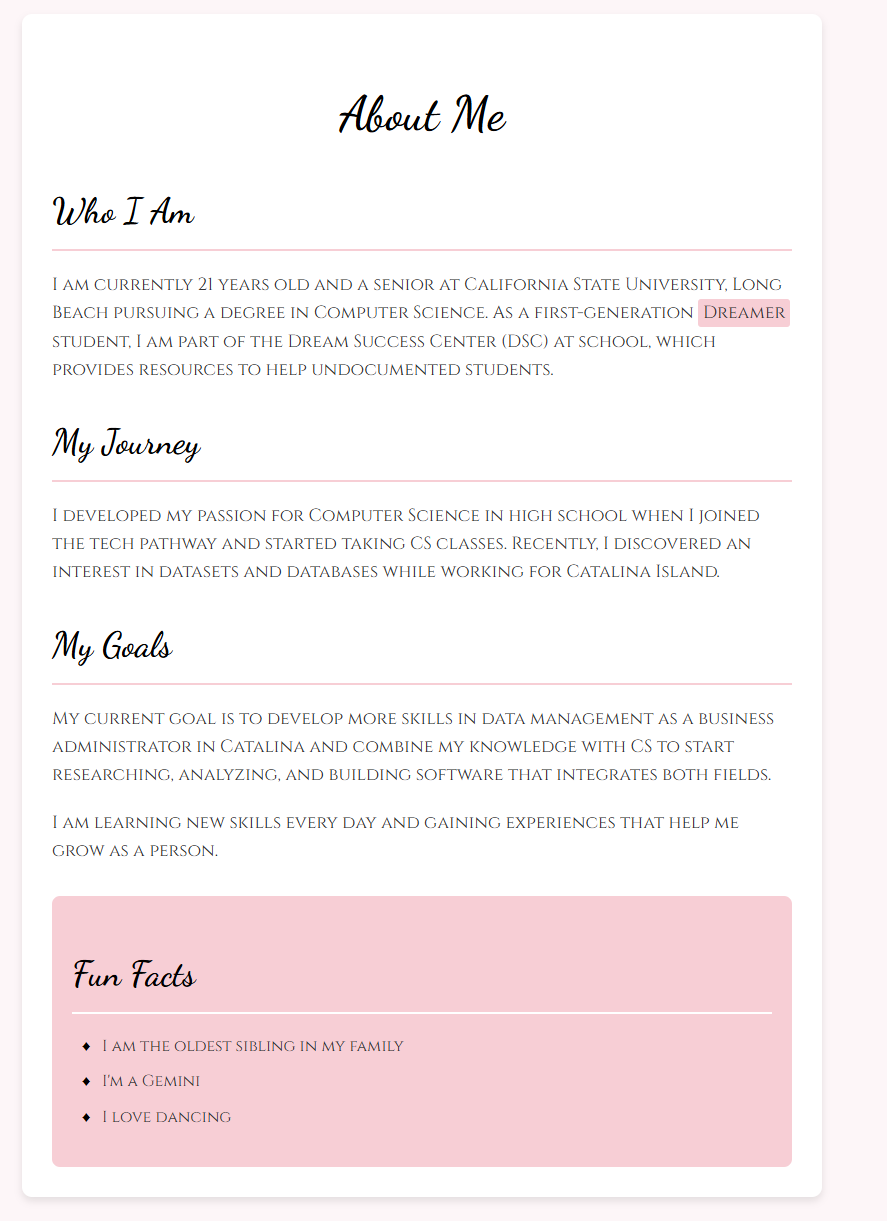 About Me
Who I Am
I am currently 21 years old and a senior at California State University, Long
Beach pursuing a degree in Computer Science. As a first-generation Dreamer
student, I am part of the Dream Success Center (DSC) at school, which
provides resources to help undocumented students.
My Journey
I developed my passion for Computer Science in high school when I joined
the tech pathway and started taking CS classes. Recently, I discovered an
interest in datasets and databases while working for Catalina Island.
My Goals
My current goal is to develop more skills in data management as a business
administrator in Catalina and combine my knowledge with CS to start
researching, analyzing, and building software that integrates both fields.
I am learning new skills every day and gaining experiences that help me
grow as a person.
Fun Facts
♦ I am the oldest sibling in my family
♦ I'm a Gemini
♦ I love dancing